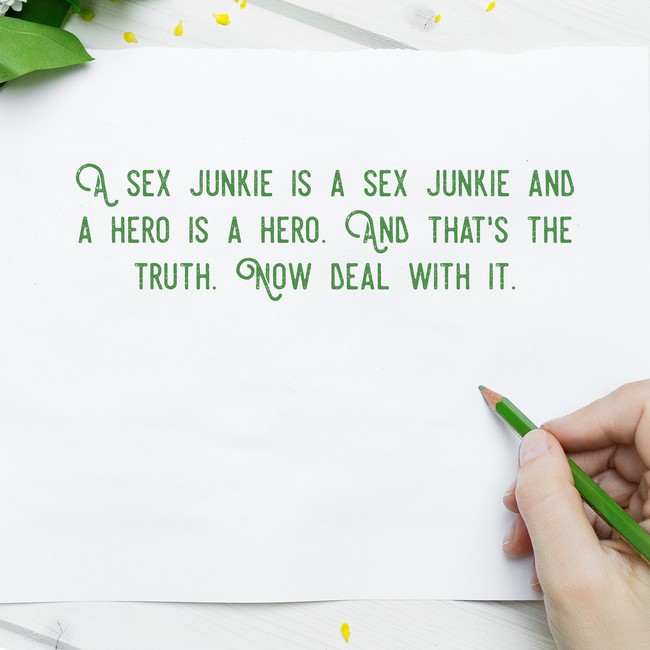 A sex junkie is a sex junkie and
a hero is a hero. And that's the
truth. Now deal with it.